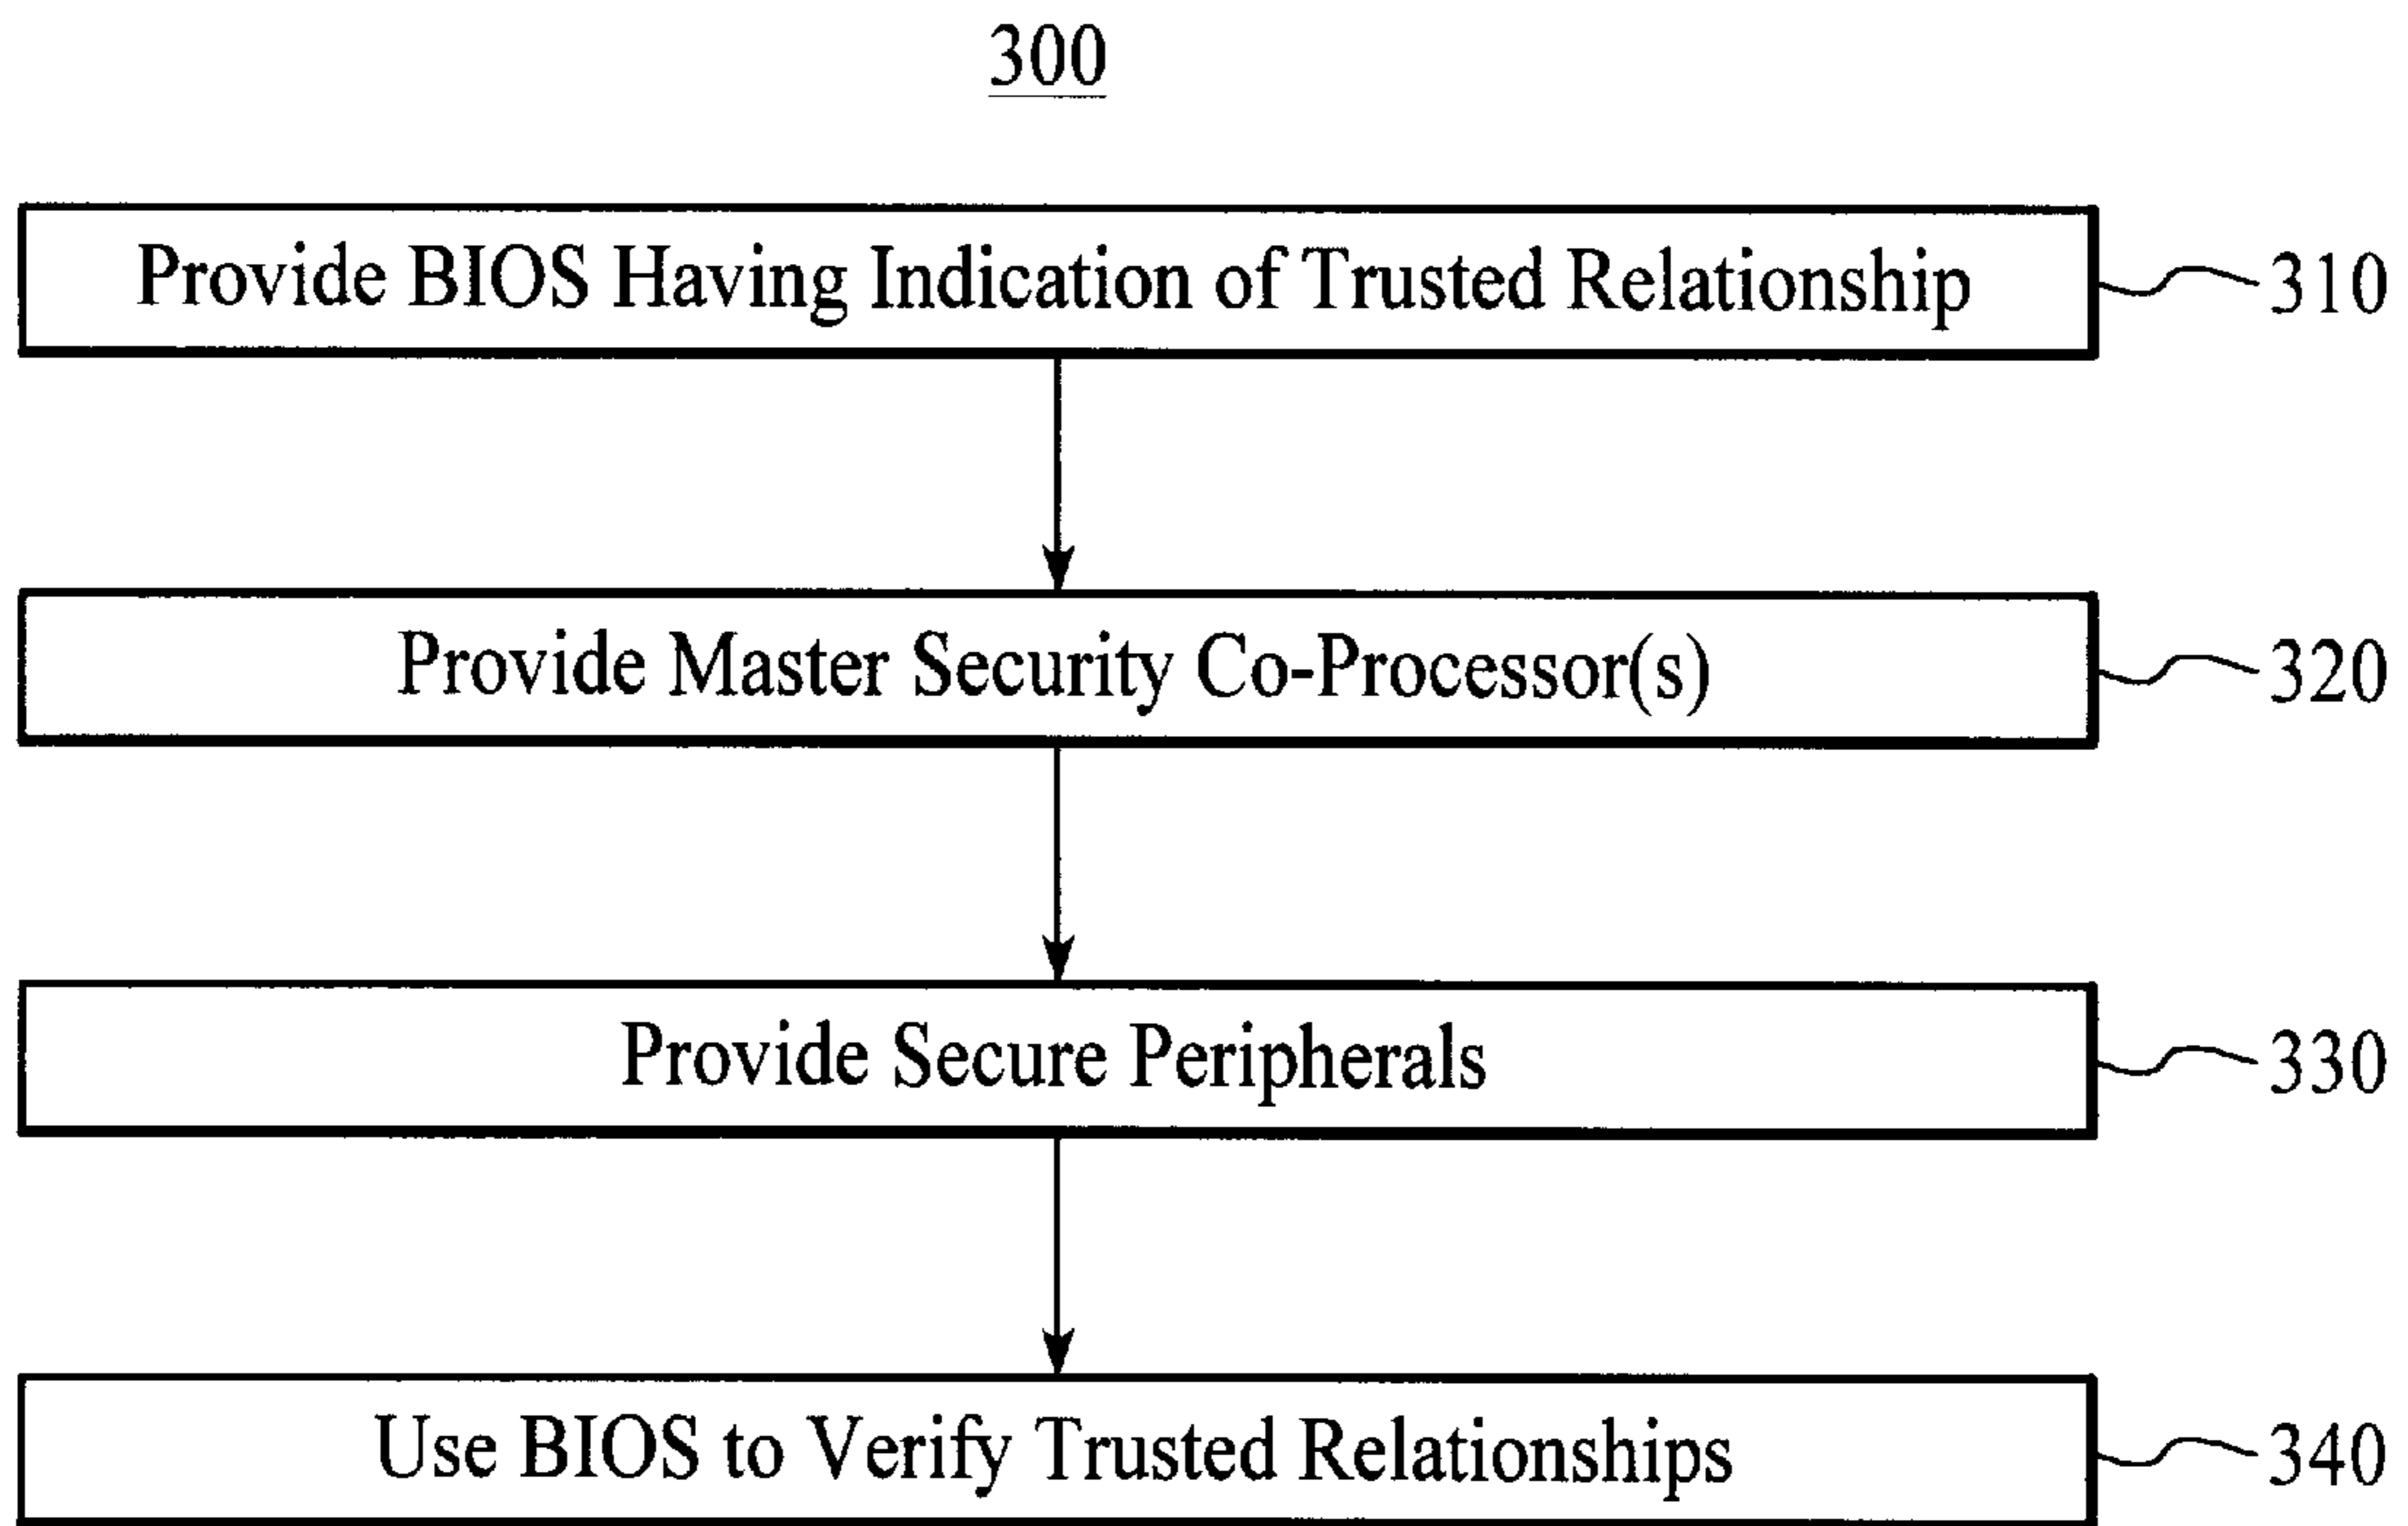 300
Provide BIOS Having Indication of Trusted Relationship
310
Provide Master Security Co-Processor(s)
320
Provide Secure Peripherals
330
Use BIOS to Verify Trusted Relationships
340